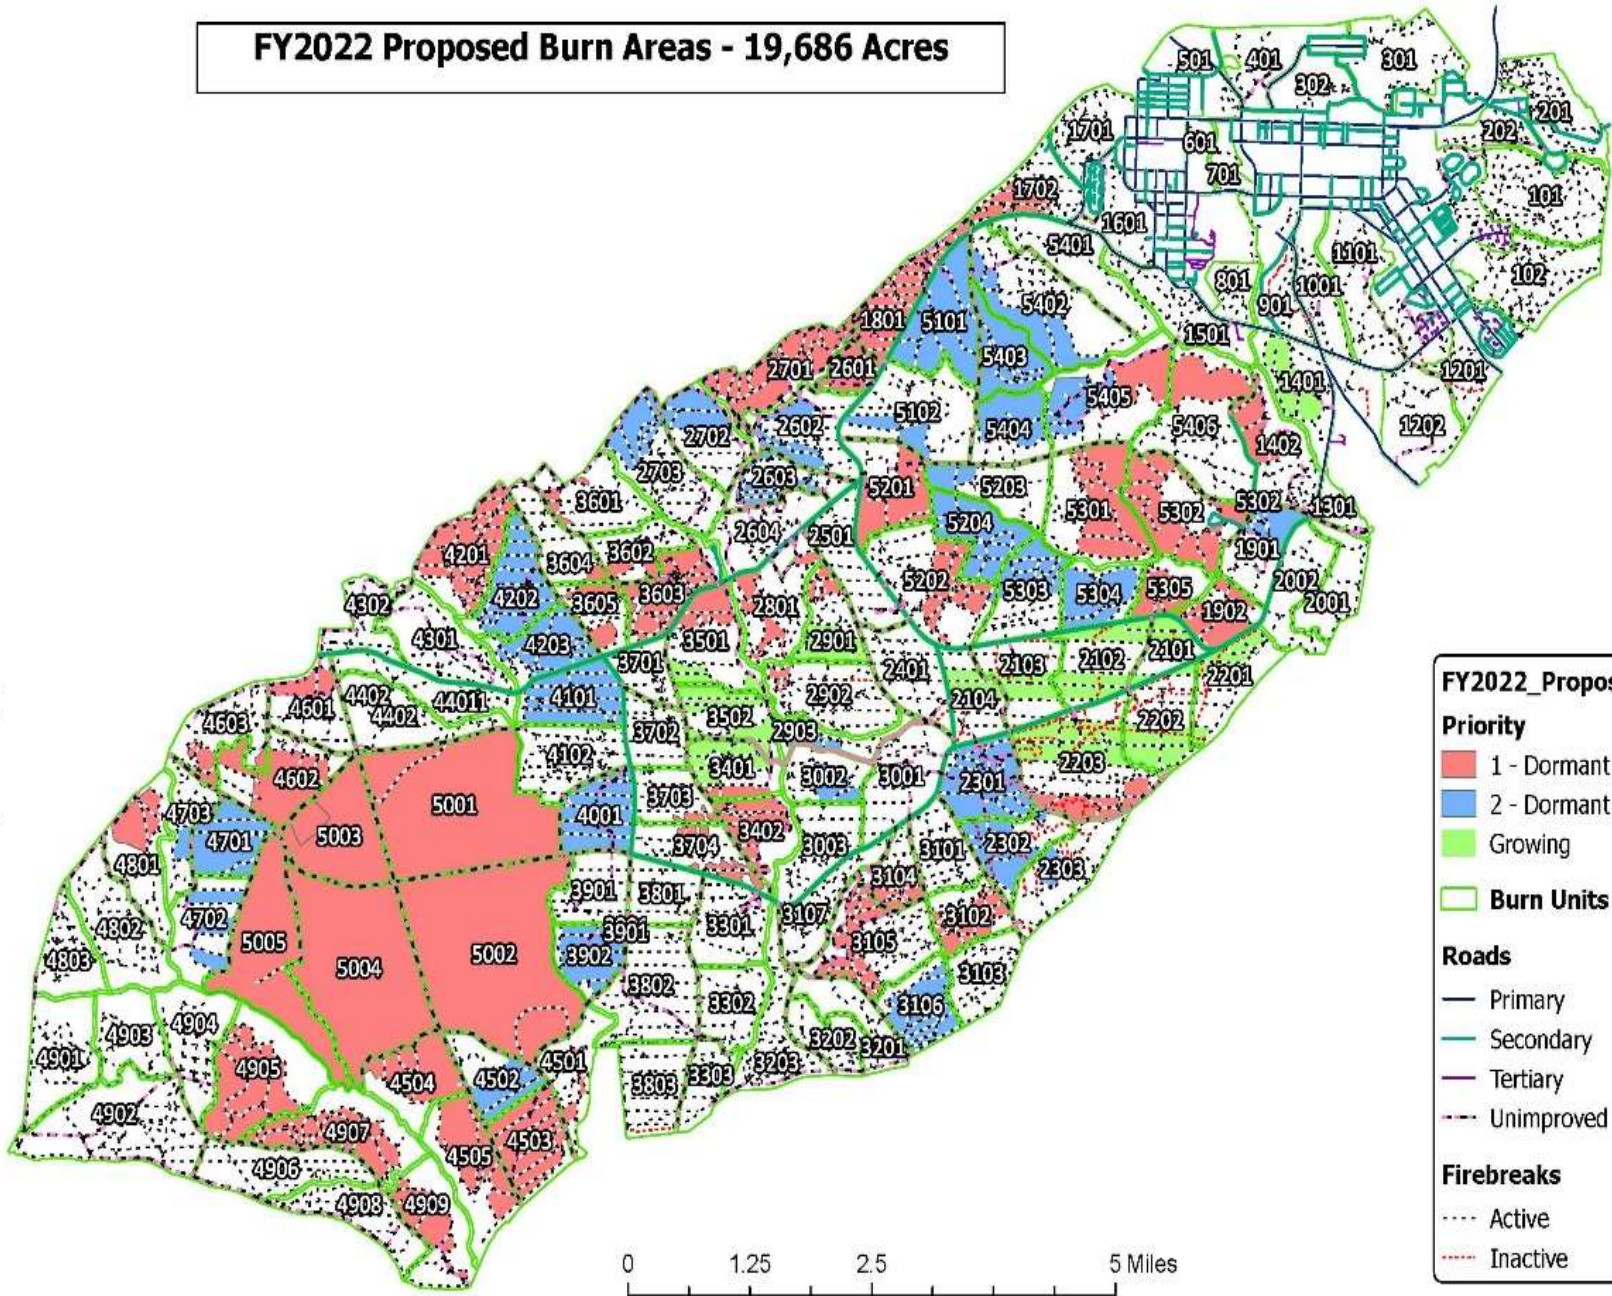 FY2022 Proposed Burn Areas - 19,686 Acres
501 401 301
302
201
1701 202
601
701
101
1702
1601
5401 1101
102
801 1001
5402 901
1801 5101
1501
5403
2701 2601 1201
1401
5405
5102
2602 5404 5406 1202
2702 1402
2703 2603
5201 5203
3601 5302 1301
5301 5302
5204
2604 2501
4201 3602 1901
3604
5202 2002
3603 5303 5304 5305
4202 3605 2801 2001
4302 1902
4301 4203 3501 2901
3701 2401 2103 2102 2101
2201
4402 44011 4101 2902 2104
4601 4402
4603 3502 2202
3702 2903
4102 2203
3401
4602 3002 3001 2301
5001 3703
4703 4001
5003 3402
4701 3704 3003 3101 2302
4801 2303
3104
3901 3801
4702 3107 3102
4802 3301
3901
5005 3105
5002 3902
4803 5004
3802 3103
3302 3106
4903 4904
3202
4901 3201
4501 3203
4905 4502 3303
4504 3803
4902
4907 4503
4505
4906
4908 4909
FY2022_Propos
Priority
1 - Dormant
2 - Dormant
Growing
Burn Units
Roads
Primary
Secondary
Tertiary
Unimproved
Firebreaks
Active
Inactive
0 1.25 2.5 5 Miles